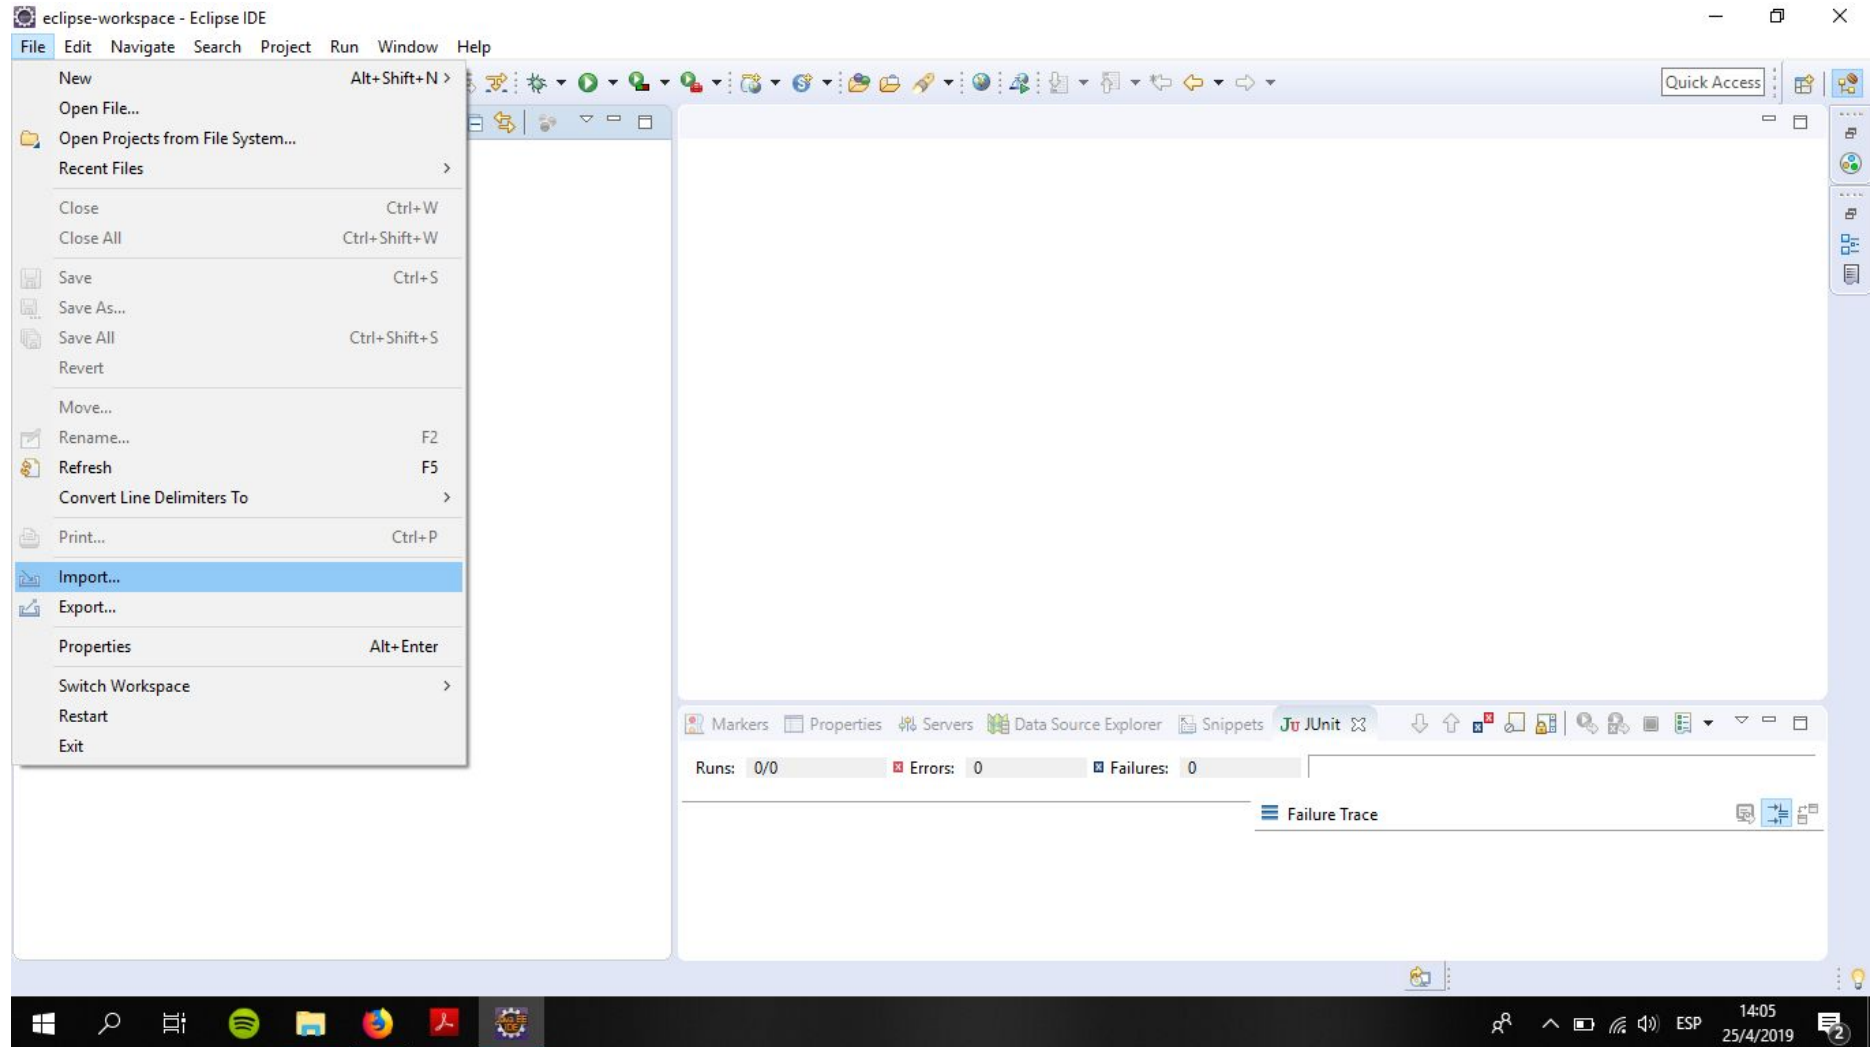 eclipse-workspace - Eclipse IDE
File Edit Navigate Search Project Run Window Help
New Alt+Shift+N >
Quick Access
Open File...
Open Projects from File System...
Recent Files >
Close Ctrl+W
Close All Ctrl+Shift+W
Save Ctrl+S
Save As...
Save All Ctrl+Shift+S
Revert
Move...
Rename... F2
Refresh F5
Convert Line Delimiters To >
Print... Ctrl+P
Import...
Export...
Properties Alt+Enter
Switch Workspace >
Restart
Exit
Markers Properties Servers Data Source Explorer Snippets Ju JUnit
Runs: 0/0 Errors: 0 Failures: 0
Failure Trace
ESP
14:05
25/4/2019
2